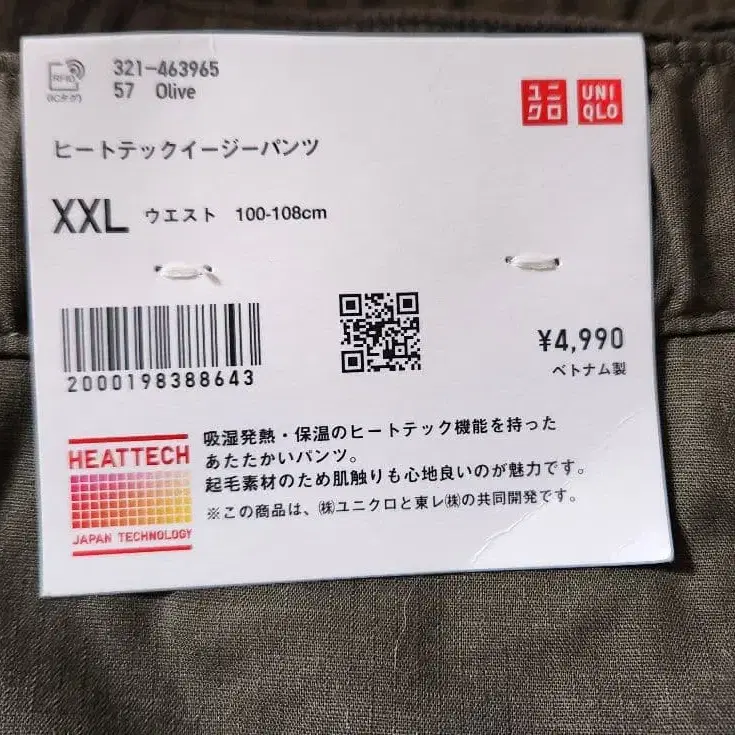 RFID
(ICタグ)
321-463965
57 Olive
ユニ
クロ
UNI
QLO
ヒートテックイージーパンツ
XXL ウエスト 100-108cm
2000198388643
¥4,990
ベトナム製
HEATTECH
JAPAN TECHNOLOGY
吸湿発熱・保温のヒートテック機能を持った
あたたかいパンツ。
起毛素材のため肌触りも心地良いのが魅力です。
※この商品は、㈱ユニクロと東レ㈱の共同開発です。